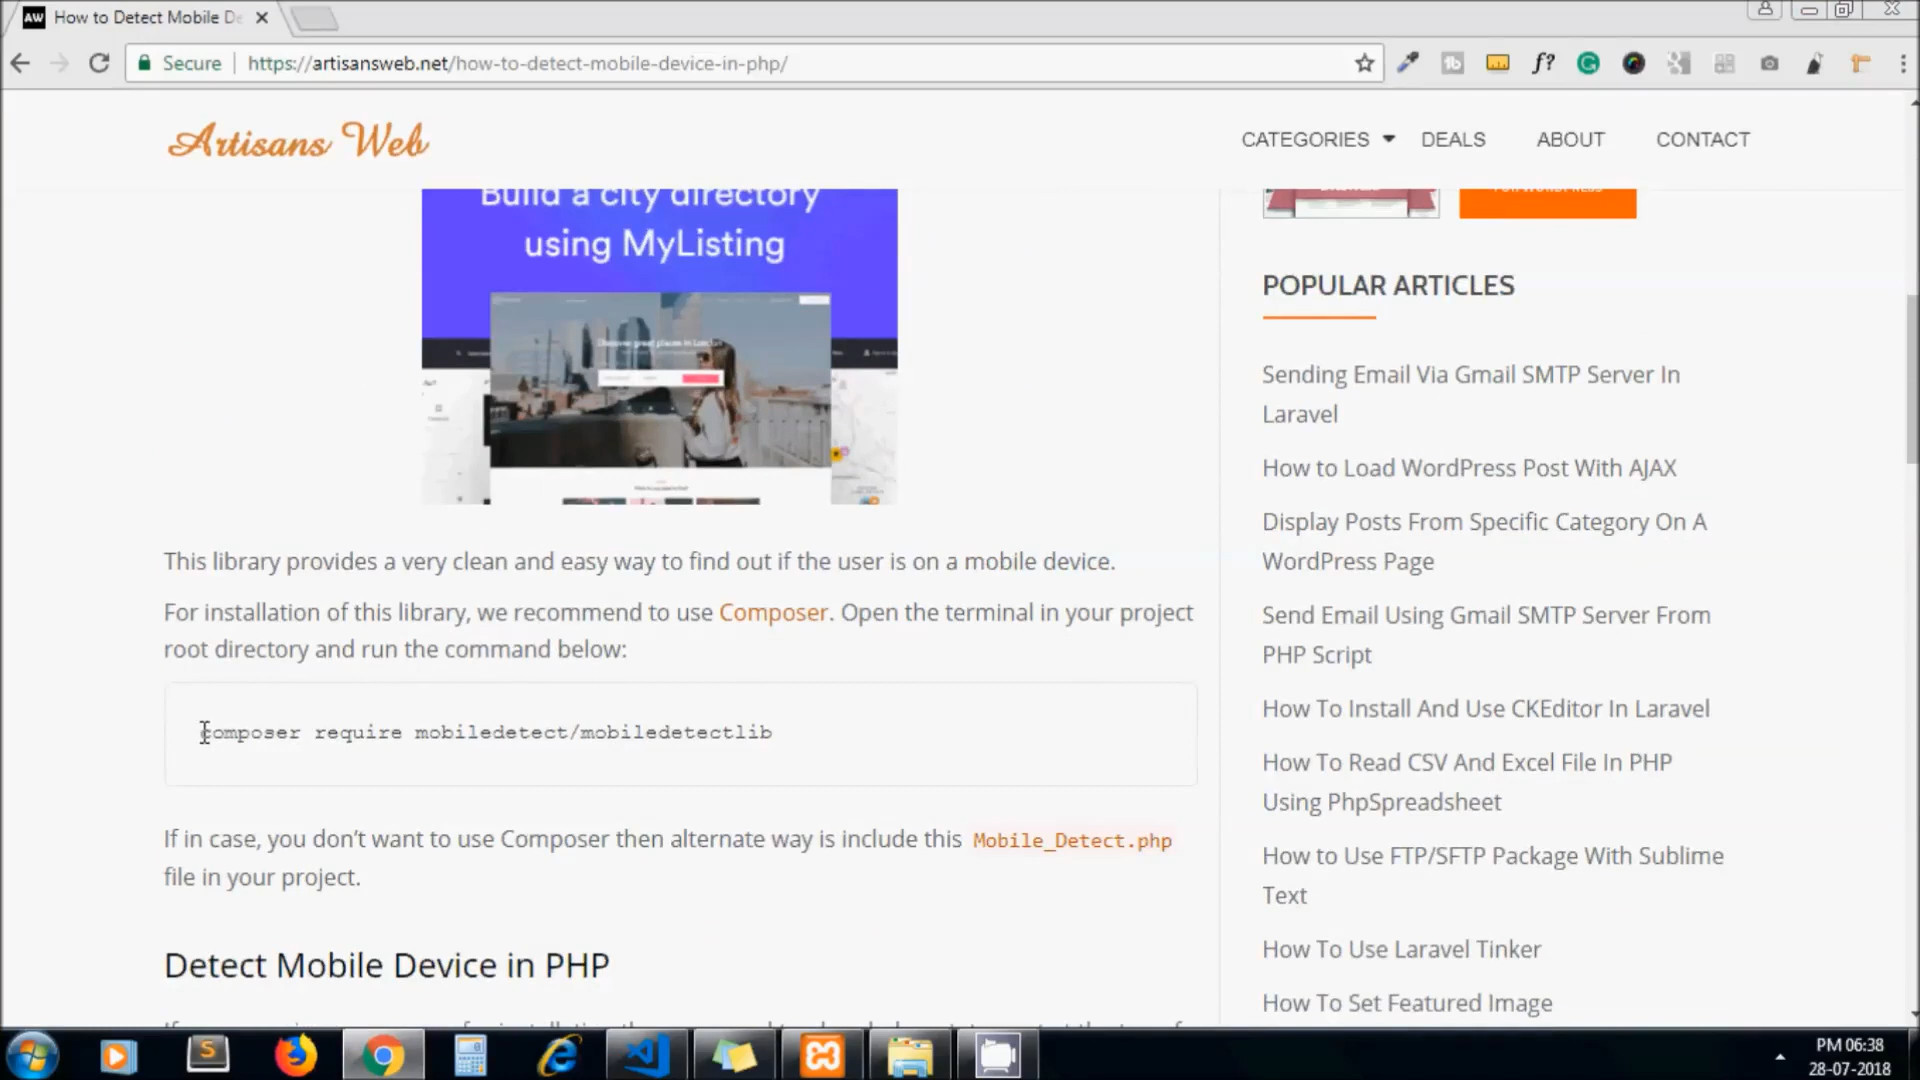 AW How to Detect Mobile De
Secure https://artisansweb.net/how-to-detect-mobile-device-in-php/
f?
Artisans Web
CATEGORIES DEALS ABOUT CONTACT
Build a city directory
using MyListing
Discover great places in London
POPULAR ARTICLES
Sending Email Via Gmail SMTP Server In
Laravel
How to Load WordPress Post With AJAX
Display Posts From Specific Category On A
WordPress Page
Send Email Using Gmail SMTP Server From
PHP Script
How To Install And Use CKEditor In Laravel
How To Read CSV And Excel File In PHP
Using PhpSpreadsheet
How to Use FTP/SFTP Package With Sublime
Text
How To Use Laravel Tinker
How To Set Featured Image
This library provides a very clean and easy way to find out if the user is on a mobile device.
For installation of this library, we recommend to use Composer. Open the terminal in your project
root directory and run the command below:
composer require mobiledetect/mobiledetectlib
If in case, you don’t want to use Composer then alternate way is include this Mobile_Detect.php
file in your project.
Detect Mobile Device in PHP
PM 06:38
28-07-2018